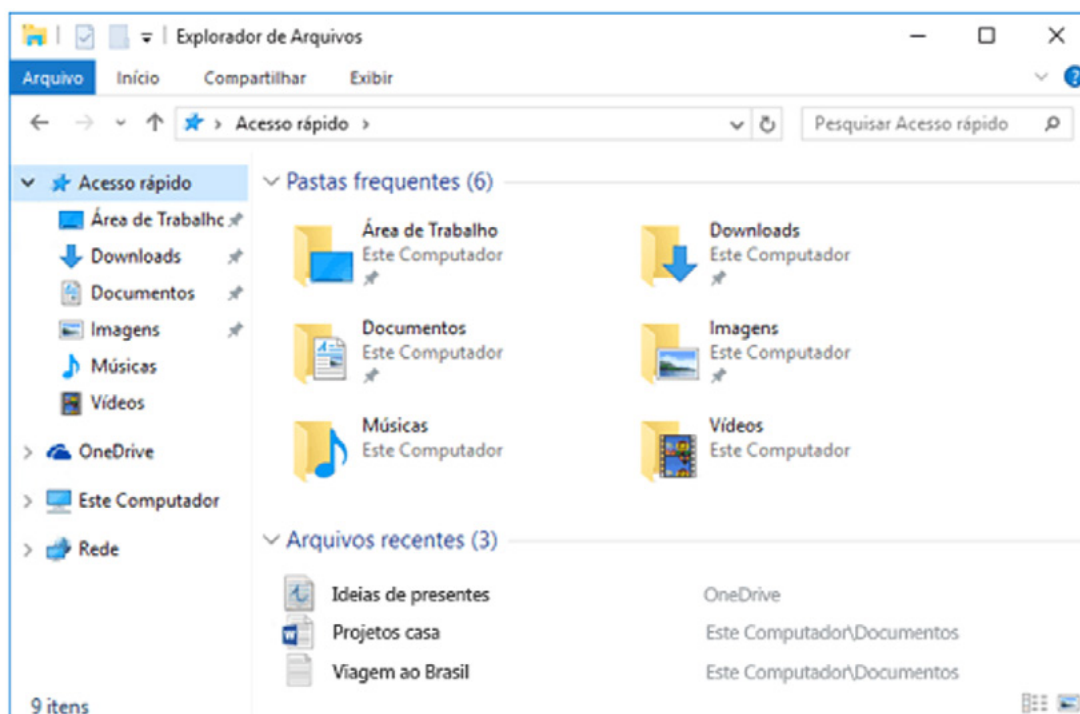 Explorador de Arquivos
Arquivo Início Compartilhar Exibir ?
Acesso rápido Pesquisar Acesso rápido
Acesso rápido
Área de Trabalho
Downloads
Documentos
Imagens
Músicas
Vídeos
OneDrive
Este Computador
Rede
Pastas frequentes (6)
Área de Trabalho
Este Computador
Downloads
Este Computador
Documentos
Este Computador
Imagens
Este Computador
Músicas
Este Computador
Vídeos
Este Computador
Arquivos recentes (3)
Ideias de presentes OneDrive
Projetos casa Este Computador\Documentos
Viagem ao Brasil Este Computador\Documentos
9 itens